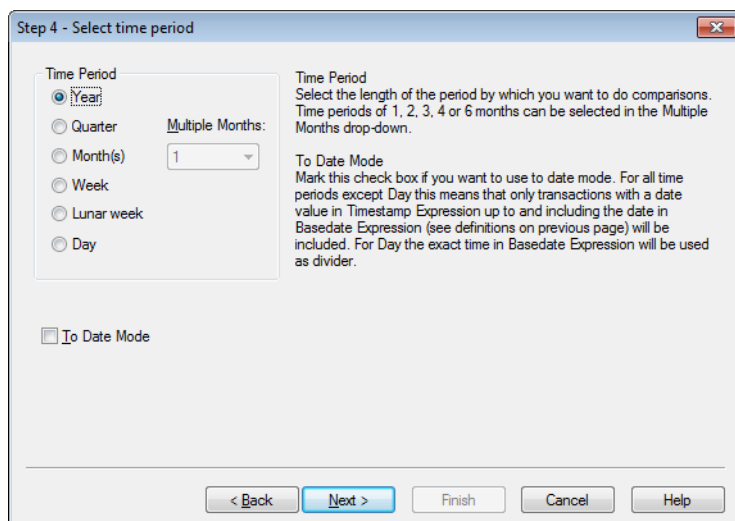 Step 4 - Select time period
Time Period
Year
Quarter
Multiple Months:
Month(s)
1
Week
Lunar week
Day
To Date Mode
Time Period
Select the length of the period by which you want to do comparisons.
Time periods of 1, 2, 3, 4 or 6 months can be selected in the Multiple
Months drop-down.
To Date Mode
Mark this check box if you want to use to date mode. For all time
periods except Day this means that only transactions with a date
value in Timestamp Expression up to and including the date in
Basedate Expression (see definitions on previous page) will be
included. For Day the exact time in Basedate Expression will be used
as divider.
< Back
Next >
Finish
Cancel
Help